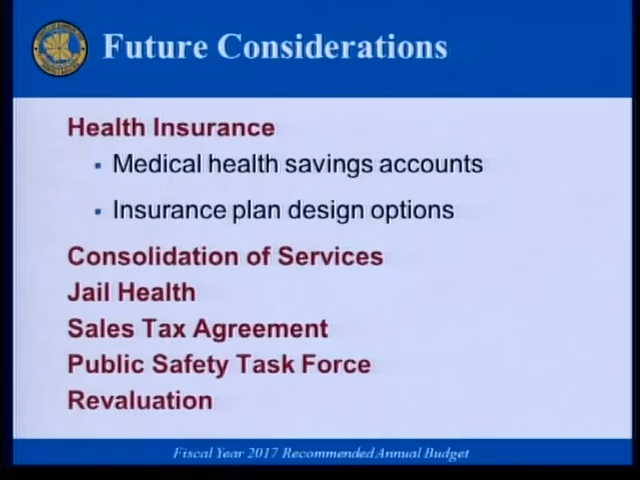 Future Considerations
Health Insurance
▪ Medical health savings accounts
▪ Insurance plan design options
Consolidation of Services
Jail Health
Sales Tax Agreement
Public Safety Task Force
Revaluation
Fiscal Year 2017 Recommended Annual Budget